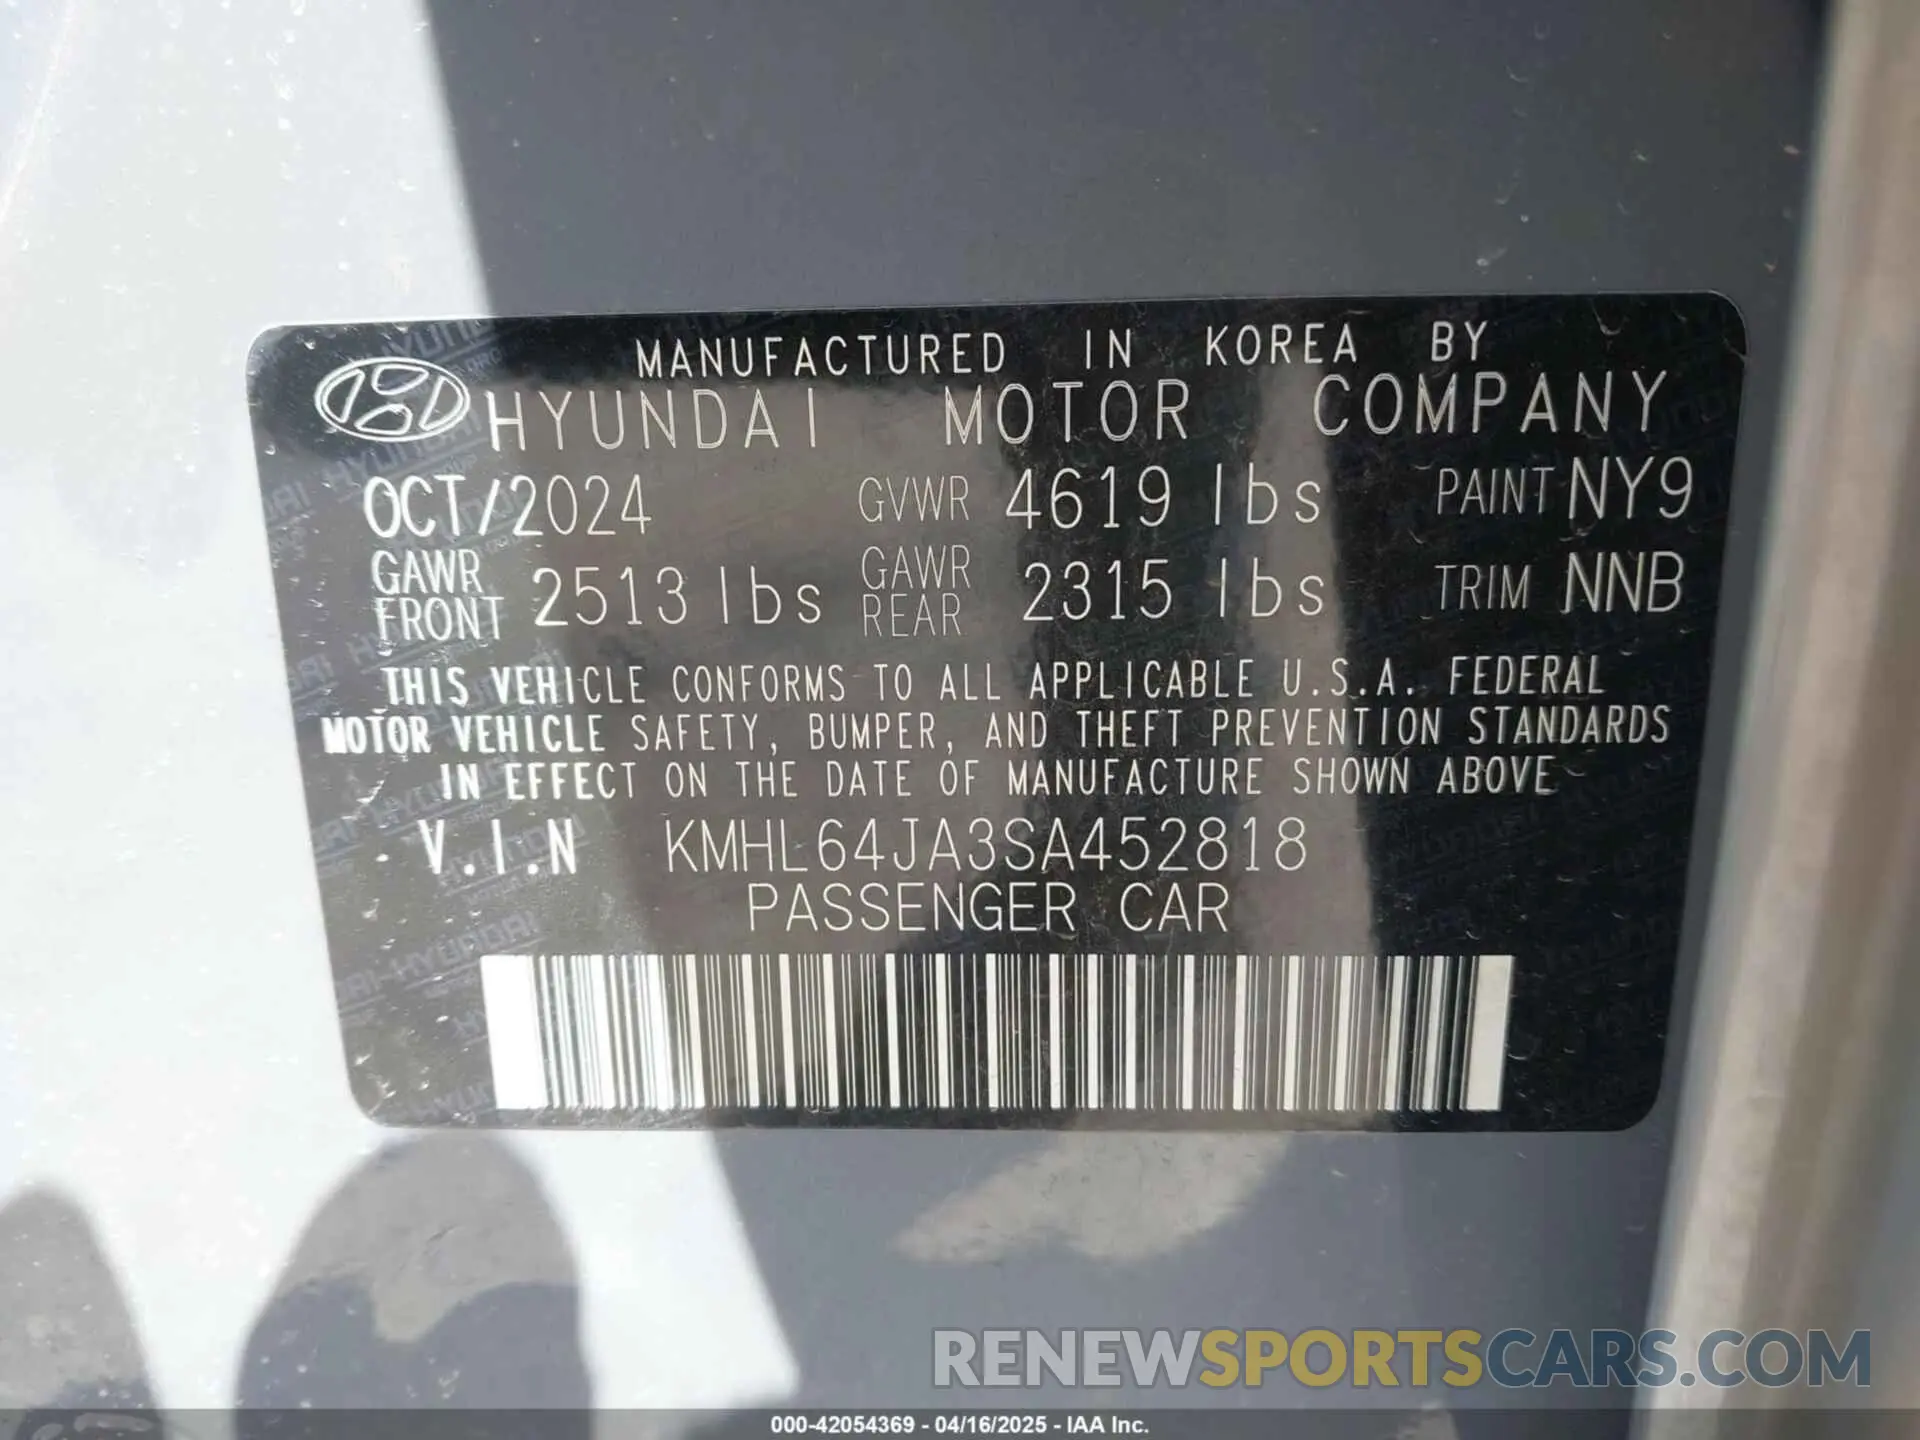 MANUFACTURED IN KOREA BY
HYUNDAI MOTOR COMPANY
OCT/2024 GVWR 4619 lbs PAINT NY9
GAWR FRONT 2513 lbs GAWR REAR 2315 lbs TRIM NNB
THIS VEHICLE CONFORMS TO ALL APPLICABLE U.S.A. FEDERAL
MOTOR VEHICLE SAFETY, BUMPER, AND THEFT PREVENTION STANDARDS
IN EFFECT ON THE DATE OF MANUFACTURE SHOWN ABOVE
V.I.N KMHL64JA3SA452818
PASSENGER CAR
RENEWSPORTSCARS.COM
000-42054369 - 04/16/2025 - IAA Inc.